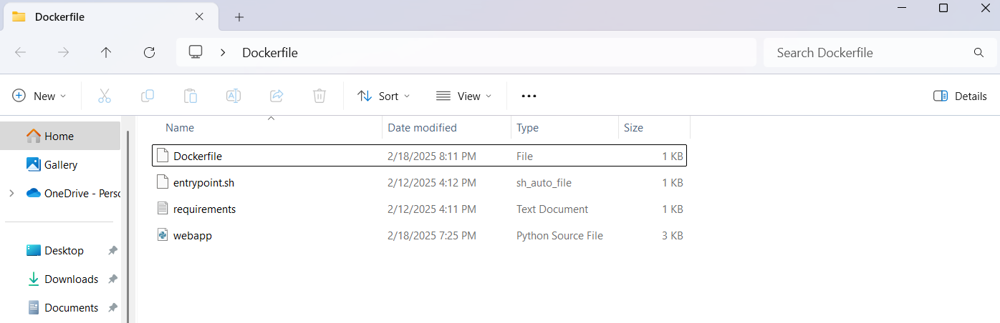 Dockerfile
Dockerfile
Search Dockerfile
New
Sort
View
Details
Name Date modified Type Size
Home
Gallery
OneDrive - Perso
Desktop
Downloads
Documents
Dockerfile 2/18/2025 8:11 PM File 1 KB
entrypoint.sh 2/12/2025 4:12 PM sh_auto_file 1 KB
requirements 2/12/2025 4:11 PM Text Document 1 KB
webapp 2/18/2025 7:25 PM Python Source File 3 KB